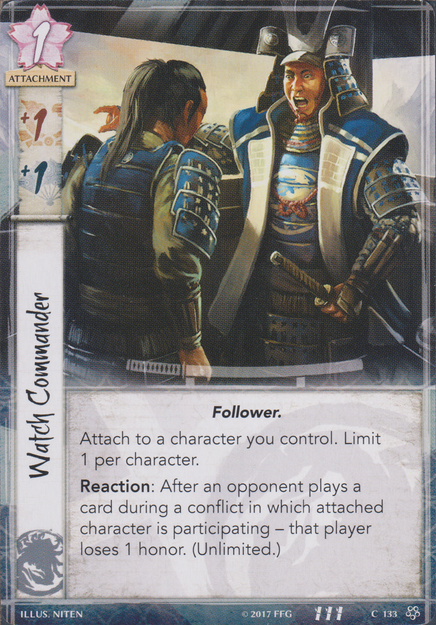 1
ATTACHMENT
+1
+1
Watch Commander
Follower.
Attach to a character you control. Limit
1 per character.
Reaction: After an opponent plays a
card during a conflict in which attached
character is participating – that player
loses 1 honor. (Unlimited.)
ILLUS. NITEN
© 2017 FFG
C 133